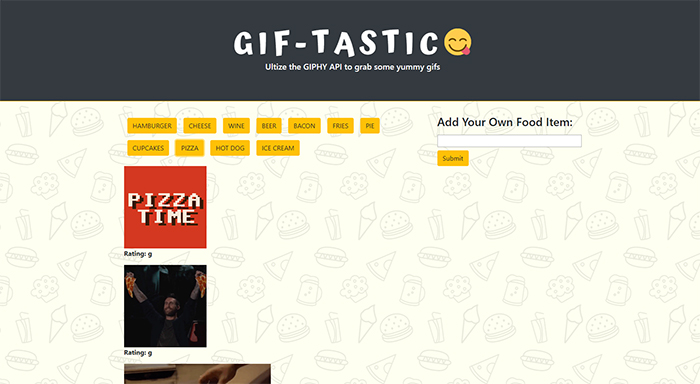 GIF-TASTIC
Ultize the GIPHY API to grab some yummy gifs
HAMBURGER CHEESE WINE BEER BACON FRIES PIE
CUPCAKES PIZZA HOT DOG ICE CREAM
Add Your Own Food Item:
Submit
PIZZA
TIME
Rating: g
Rating: g